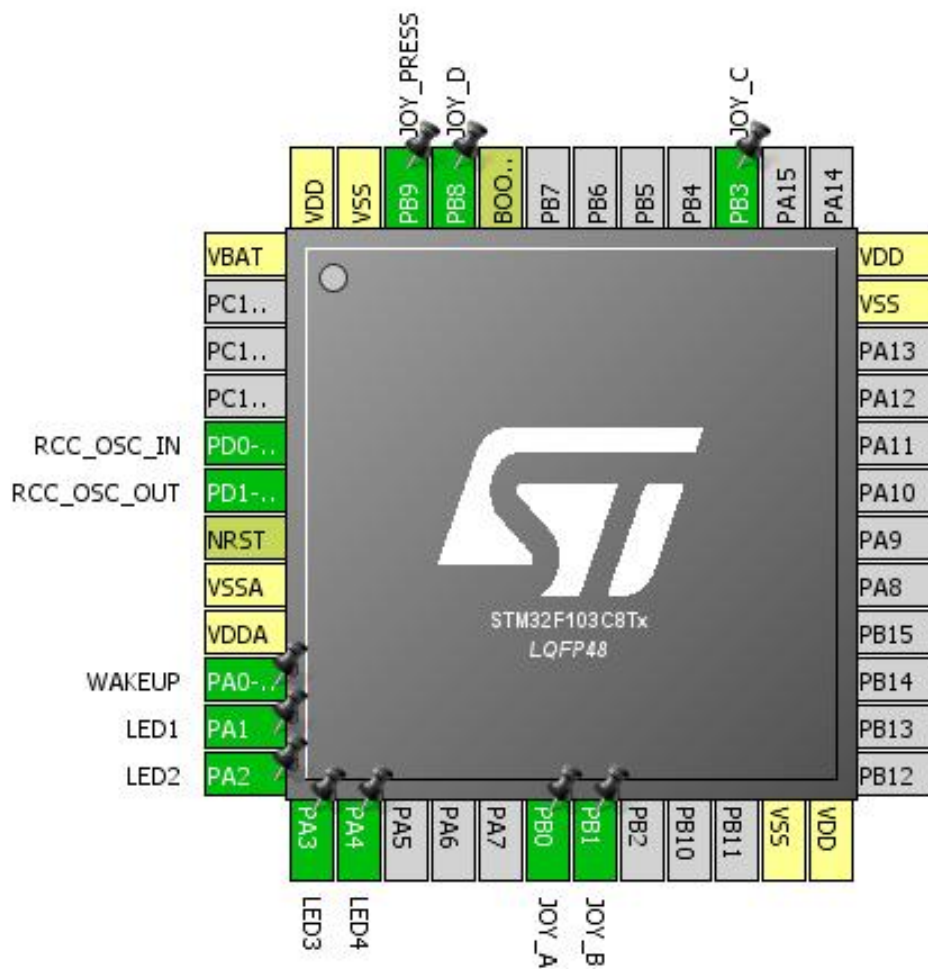 JOY_PRESS
JOY_D
JOY_C
VDD
VSS
PB9
PB8
BOO..
PB7
PB6
PB5
PB4
PB3
PA15
PA14
VBAT
PC1..
PC1..
PC1..
RCC_OSC_IN PD0-..
RCC_OSC_OUT PD1-..
NRST
VSSA
VDDA
WAKEUP PA0-..
LED1 PA1
LED2 PA2
VDD
VSS
PA13
PA12
PA11
PA10
PA9
PA8
PB15
PB14
PB13
PB12
ST
STM32F103C8Tx
LQFP48
PA3
PA4
PA5
PA6
PA7
PB0
PB1
PB2
PB10
PB11
VSS
VDD
LED3
LED4
JOY_A
JOY_B